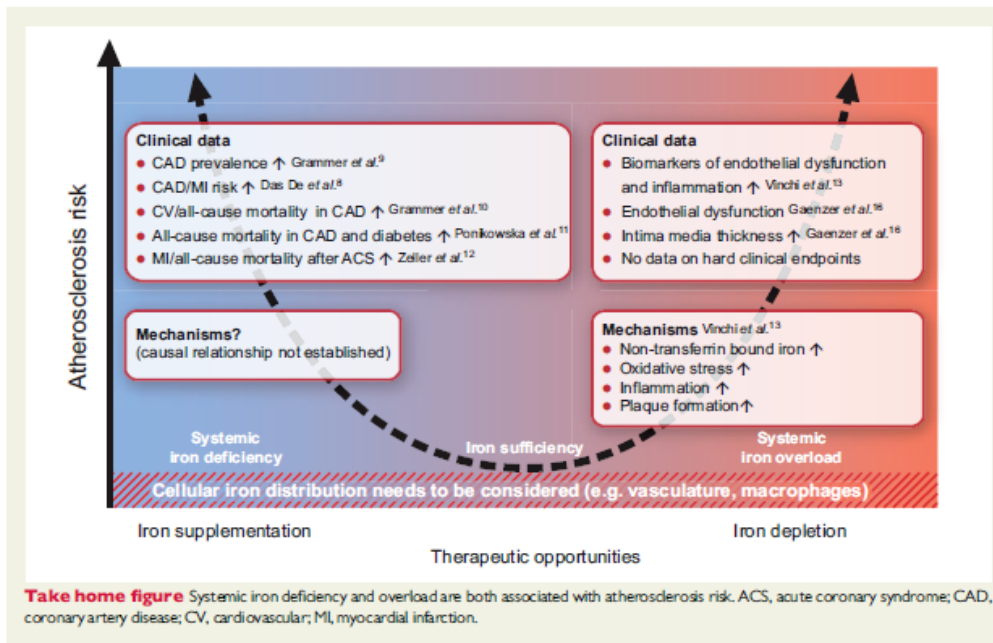 Atherosclerosis risk
Clinical data
• CAD prevalence ↑ Grammer et al.9
• CAD/MI risk ↑ Das De et al.8
• CV/all-cause mortality in CAD ↑ Grammer et al.10
• All-cause mortality in CAD and diabetes ↑ Ponikowska et al.11
• MI/all-cause mortality after ACS ↑ Zeller et al.12
Clinical data
• Biomarkers of endothelial dysfunction
and inflammation ↑ Vinchi et al.13
• Endothelial dysfunction Gaenzer et al.16
• Intima media thickness ↑ Gaenzer et al.16
• No data on hard clinical endpoints
Mechanisms?
(causal relationship not established)
Mechanisms Vinchi et al.13
• Non-transferrin bound iron ↑
• Oxidative stress ↑
• Inflammation ↑
• Plaque formation↑
Systemic
iron deficiency
Iron sufficiency
Systemic
iron overload
Cellular iron distribution needs to be considered (e.g. vasculature, macrophages)
Iron supplementation
Iron depletion
Therapeutic opportunities
Take home figure Systemic iron deficiency and overload are both associated with atherosclerosis risk. ACS, acute coronary syndrome; CAD,
coronary artery disease; CV, cardiovascular; MI, myocardial infarction.